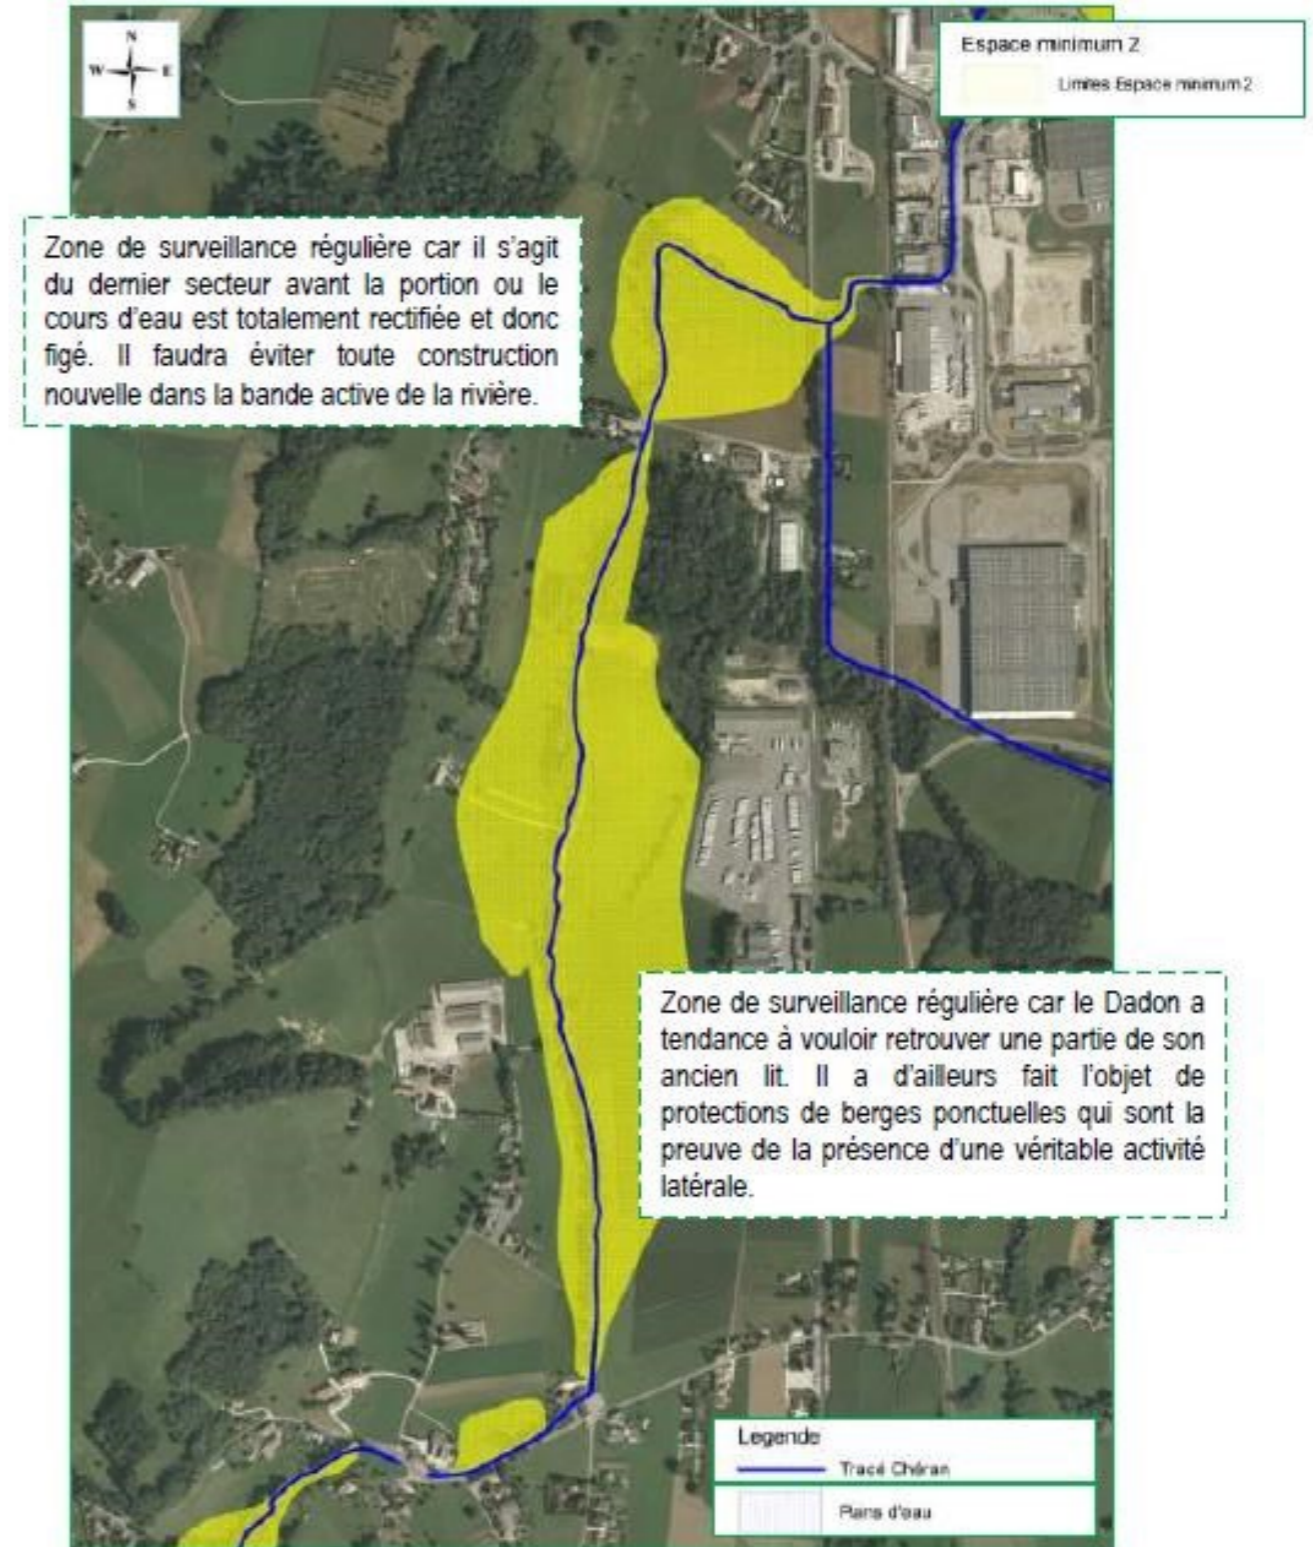 N
W E
S
Espace minimum 2
Limites Espace minimum 2
Zone de surveillance régulière car il s'agit
du dernier secteur avant la portion ou le
cours d'eau est totalement rectifiée et donc
figé. Il faudra éviter toute construction
nouvelle dans la bande active de la rivière.
Zone de surveillance régulière car le Dadon a
tendance à vouloir retrouver une partie de son
ancien lit. Il a d'ailleurs fait l'objet de
protections de berges ponctuelles qui sont la
preuve de la présence d'une véritable activité
latérale.
Legende
Tracé Chéran
Plans d'eau